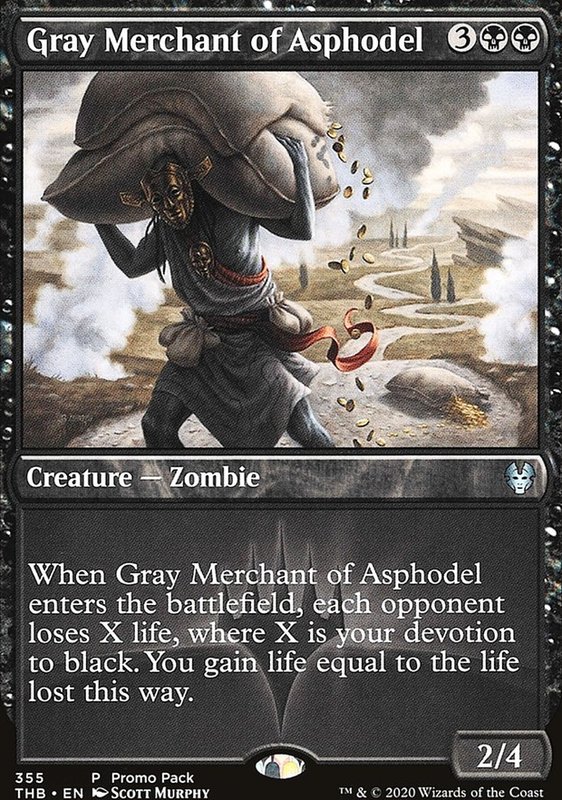 Gray Merchant of Asphodel 3
Creature — Zombie
When Gray Merchant of Asphodel
enters the battlefield, each opponent
loses X life, where X is your devotion
to black. You gain life equal to the life
lost this way.
2/4
355 P Promo Pack
THB • EN SCOTT MURPHY
™ & © 2020 Wizards of the Coast